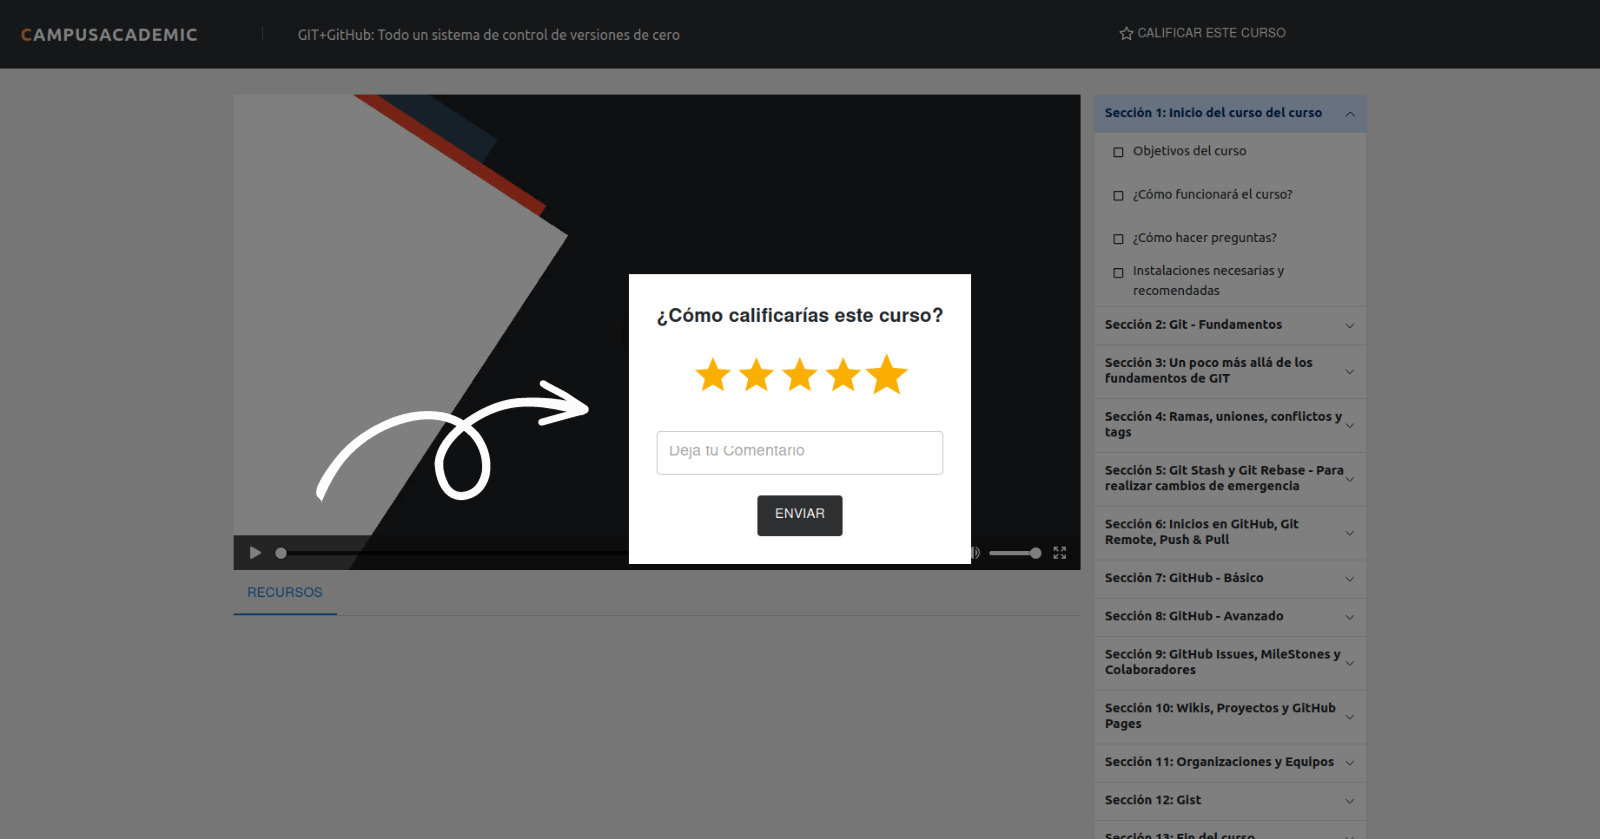 CAMPUSACADEMIC
GIT+GitHub: Todo un sistema de control de versiones de cero
CALIFICAR ESTE CURSO
¿Cómo calificarías este curso?
Deja tu Comentario
ENVIAR
RECURSOS
Sección 1: Inicio del curso del curso
Objetivos del curso
¿Cómo funcionará el curso?
¿Cómo hacer preguntas?
Instalaciones necesarias y
recomendadas
Sección 2: Git - Fundamentos
Sección 3: Un poco más allá de los
fundamentos de GIT
Sección 4: Ramas, uniones, conflictos y
tags
Sección 5: Git Stash y Git Rebase - Para
realizar cambios de emergencia
Sección 6: Inicios en GitHub, Git
Remote, Push & Pull
Sección 7: GitHub - Básico
Sección 8: GitHub - Avanzado
Sección 9: GitHub Issues, MileStones y
Colaboradores
Sección 10: Wikis, Proyectos y GitHub
Pages
Sección 11: Organizaciones y Equipos
Sección 12: Gist
Sección 13: Fin del curso